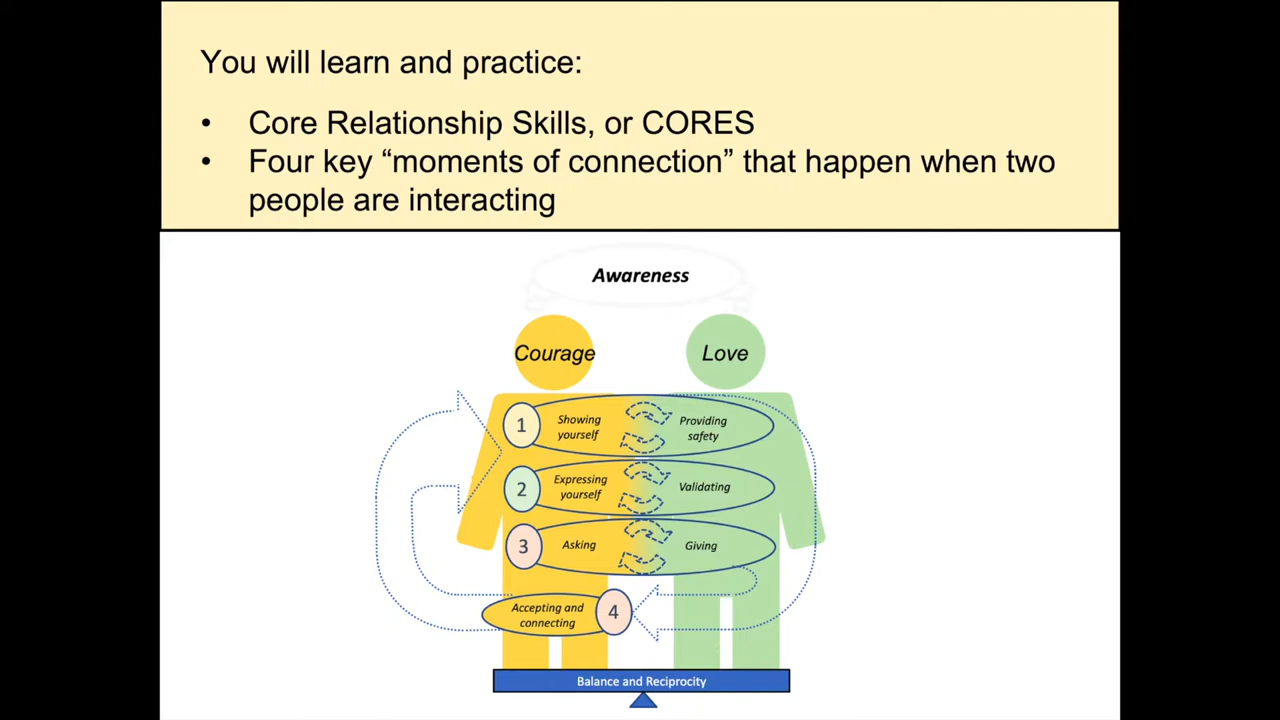 You will learn and practice:
• Core Relationship Skills, or CORES
• Four key “moments of connection” that happen when two
people are interacting
Awareness
Courage
Love
1
Showing
yourself
Providing
safety
2
Expressing
yourself
Validating
3
Asking
Giving
Accepting and
connecting
4
Balance and Reciprocity